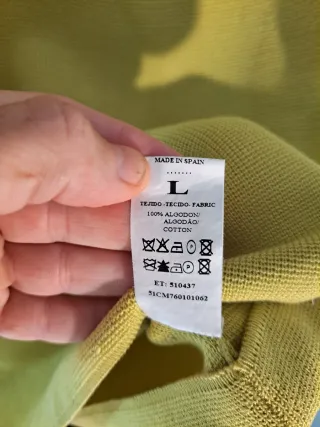 MADE IN SPAIN
.......
L
TEJIDO-TECIDO-FABRIC
100% ALGODON/
ALGODÃO/
COTTON
ET: 510437
51CM760101062